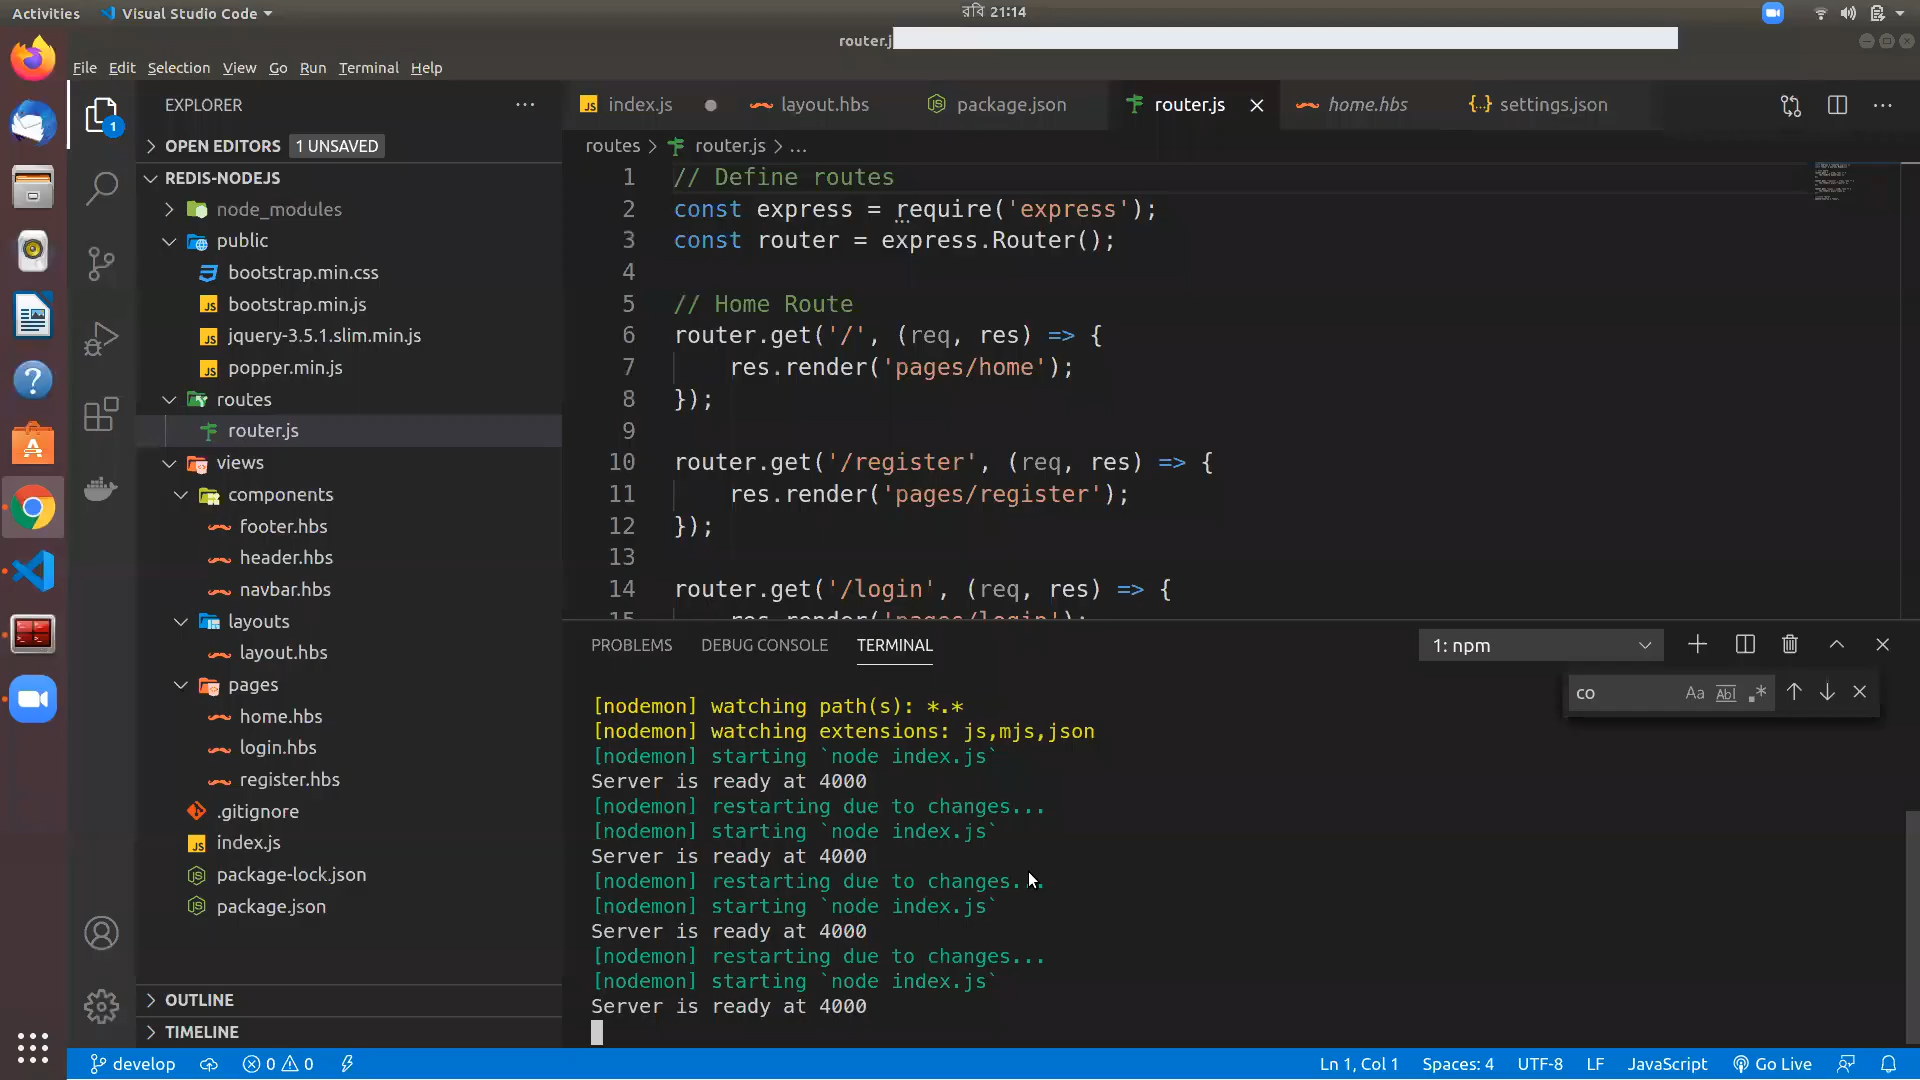 Activities Visual Studio Code রবি 21:14
router.j
File Edit Selection View Go Run Terminal Help
EXPLORER
OPEN EDITORS 1 UNSAVED
REDIS-NODEJS
node_modules
public
bootstrap.min.css
bootstrap.min.js
jquery-3.5.1.slim.min.js
popper.min.js
routes
router.js
views
components
footer.hbs
header.hbs
navbar.hbs
layouts
layout.hbs
pages
home.hbs
login.hbs
register.hbs
.gitignore
index.js
package-lock.json
package.json
OUTLINE
TIMELINE
index.js layout.hbs package.json router.js home.hbs settings.json
routes > router.js > ...
1 // Define routes
2 const express = require('express');
3 const router = express.Router();
4
5 // Home Route
6 router.get('/', (req, res) => {
7 res.render('pages/home');
8 });
9
10 router.get('/register', (req, res) => {
11 res.render('pages/register');
12 });
13
14 router.get('/login', (req, res) => {
15 res.render('pages/login');
PROBLEMS DEBUG CONSOLE TERMINAL 1: npm
co Aa Abl .*
[nodemon] watching path(s): *.*
[nodemon] watching extensions: js,mjs,json
[nodemon] starting `node index.js`
Server is ready at 4000
[nodemon] restarting due to changes...
[nodemon] starting `node index.js`
Server is ready at 4000
[nodemon] restarting due to changes...
[nodemon] starting `node index.js`
Server is ready at 4000
[nodemon] restarting due to changes...
[nodemon] starting `node index.js`
Server is ready at 4000
develop 0 0 Ln 1, Col 1 Spaces: 4 UTF-8 LF JavaScript Go Live